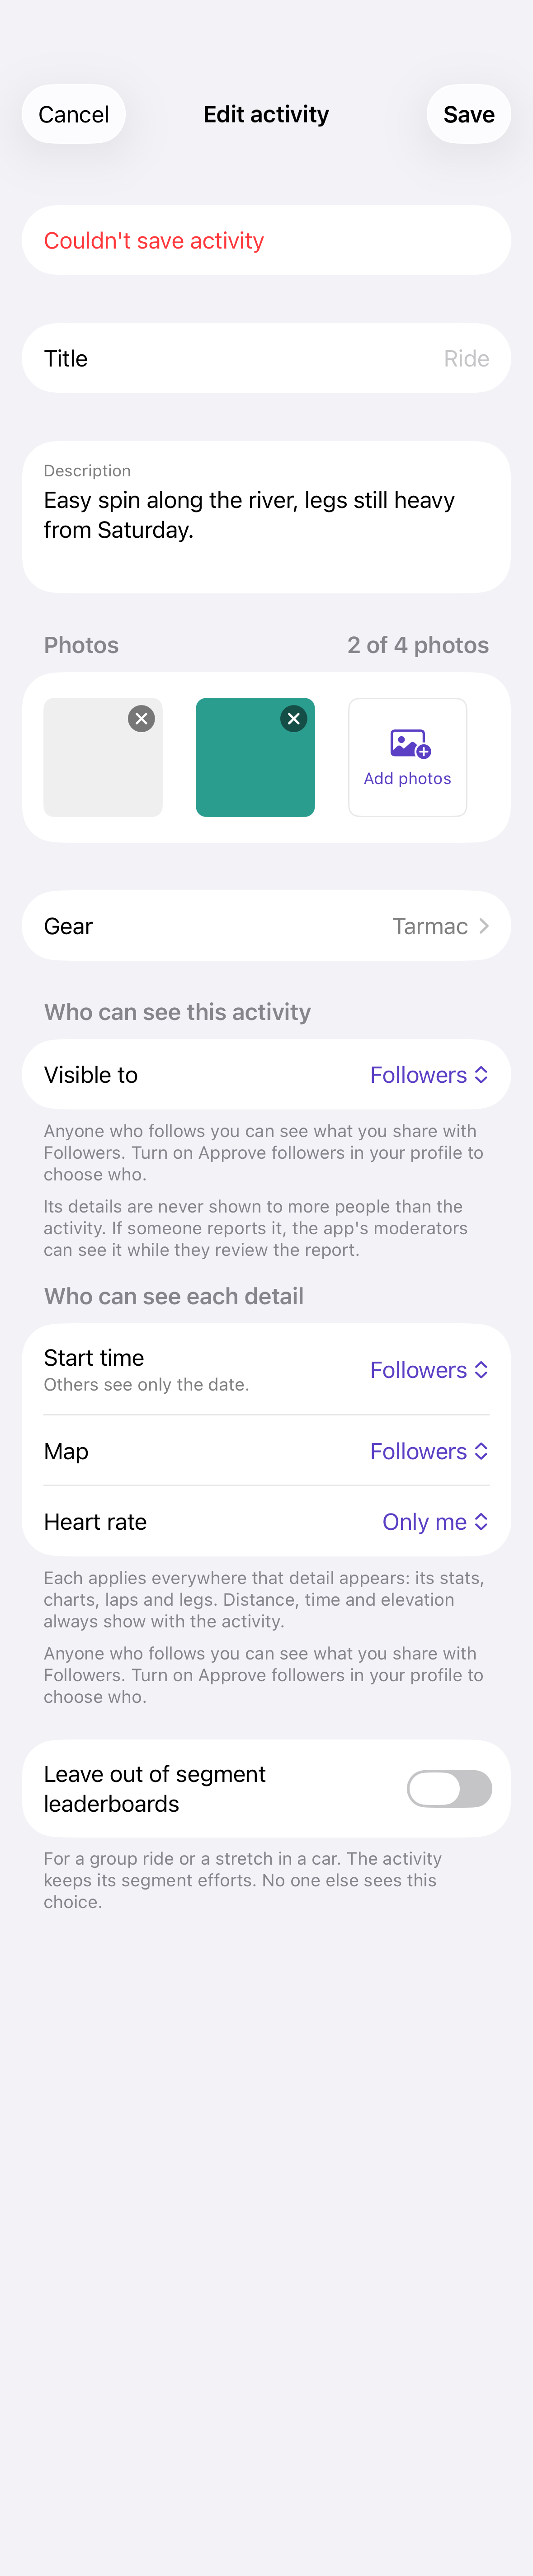 Cancel
Edit activity
Save
Couldn't save activity
Title
Ride
Description
Easy spin along the river, legs still heavy
from Saturday.
Photos
2 of 4 photos
Add photos
Gear
Tarmac
Who can see this activity
Visible to
Followers
Anyone who follows you can see what you share with
Followers. Turn on Approve followers in your profile to
choose who.
Its details are never shown to more people than the
activity. If someone reports it, the app's moderators
can see it while they review the report.
Who can see each detail
Start time
Others see only the date.
Followers
Map
Followers
Heart rate
Only me
Each applies everywhere that detail appears: its stats,
charts, laps and legs. Distance, time and elevation
always show with the activity.
Anyone who follows you can see what you share with
Followers. Turn on Approve followers in your profile to
choose who.
Leave out of segment
leaderboards
For a group ride or a stretch in a car. The activity
keeps its segment efforts. No one else sees this
choice.